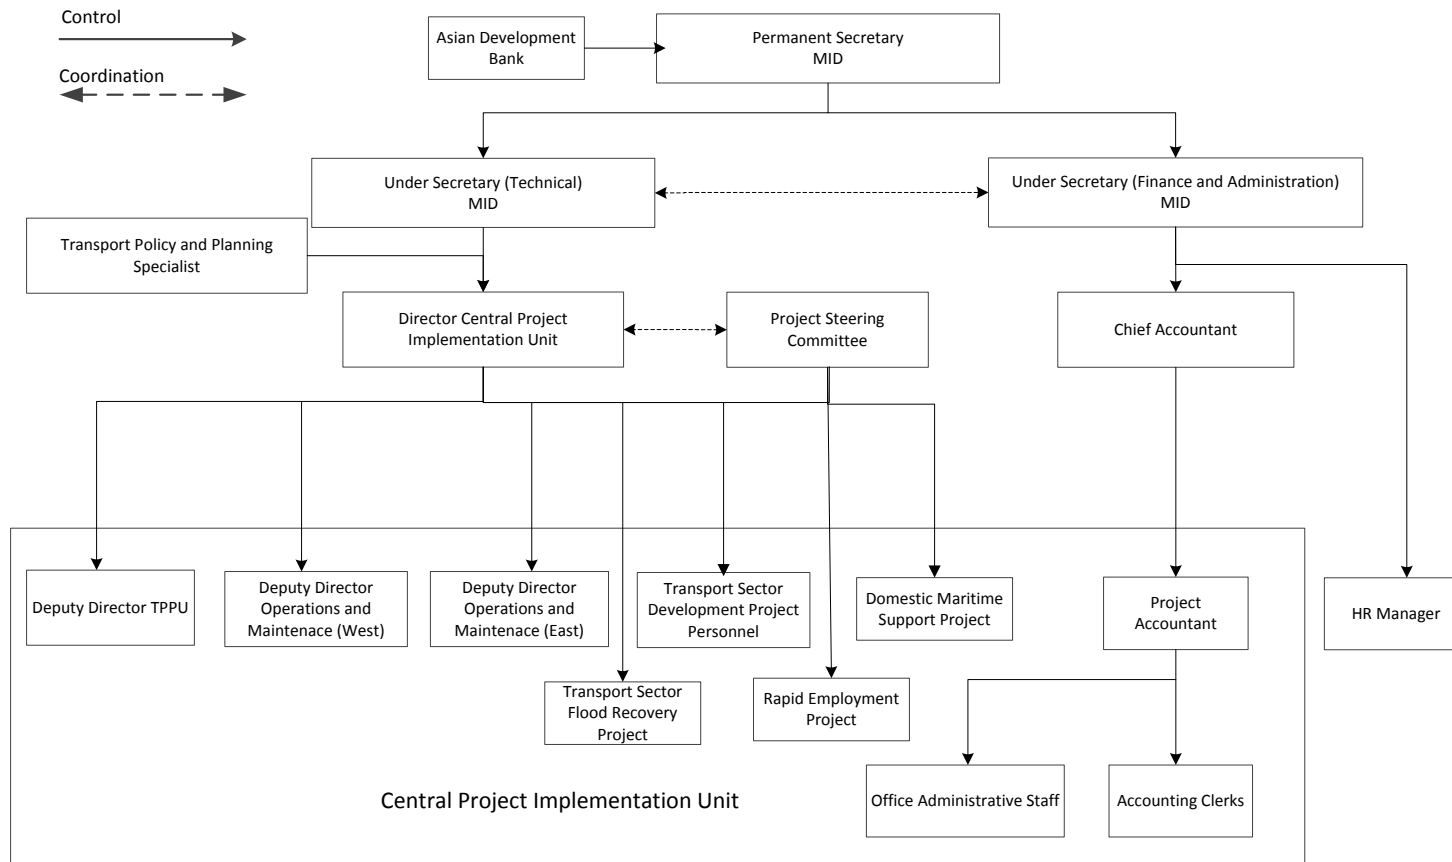 Control
Coordination
Asian Development
Bank
Permanent Secretary
MID
Under Secretary (Technical)
MID
Under Secretary (Finance and Administration)
MID
Transport Policy and Planning
Specialist
Director Central Project
Implementation Unit
Project Steering
Committee
Chief Accountant
Deputy Director TPPU
Deputy Director
Operations and
Maintenace (West)
Deputy Director
Operations and
Maintenace (East)
Transport Sector
Development Project
Personnel
Domestic Maritime
Support Project
Project
Accountant
HR Manager
Transport Sector
Flood Recovery
Project
Rapid Employment
Project
Office Administrative Staff
Accounting Clerks
Central Project Implementation Unit